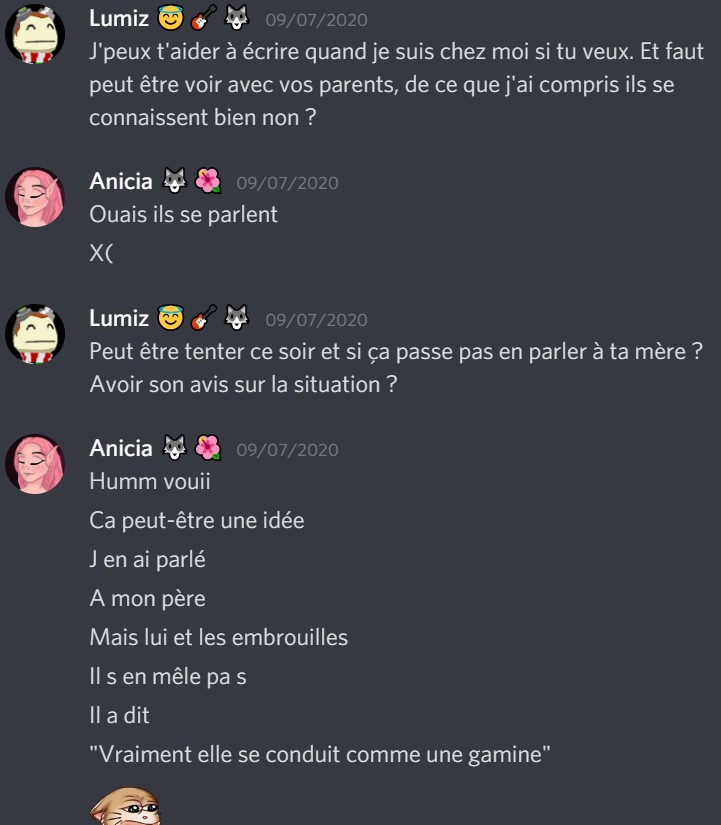 Lumiz 😇 🎸 🐺 09/07/2020
J'peux t'aider à écrire quand je suis chez moi si tu veux. Et faut
peut être voir avec vos parents, de ce que j'ai compris ils se
connaissent bien non ?
Anicia 🐺 🌺 09/07/2020
Ouais ils se parlent
X(
Lumiz 😇 🎸 🐺 09/07/2020
Peut être tenter ce soir et si ça passe pas en parler à ta mère ?
Avoir son avis sur la situation ?
Anicia 🐺 🌺 09/07/2020
Humm vouii
Ca peut-être une idée
J en ai parlé
A mon père
Mais lui et les embrouilles
Il s en mêle pa s
Il a dit
"Vraiment elle se conduit comme une gamine"